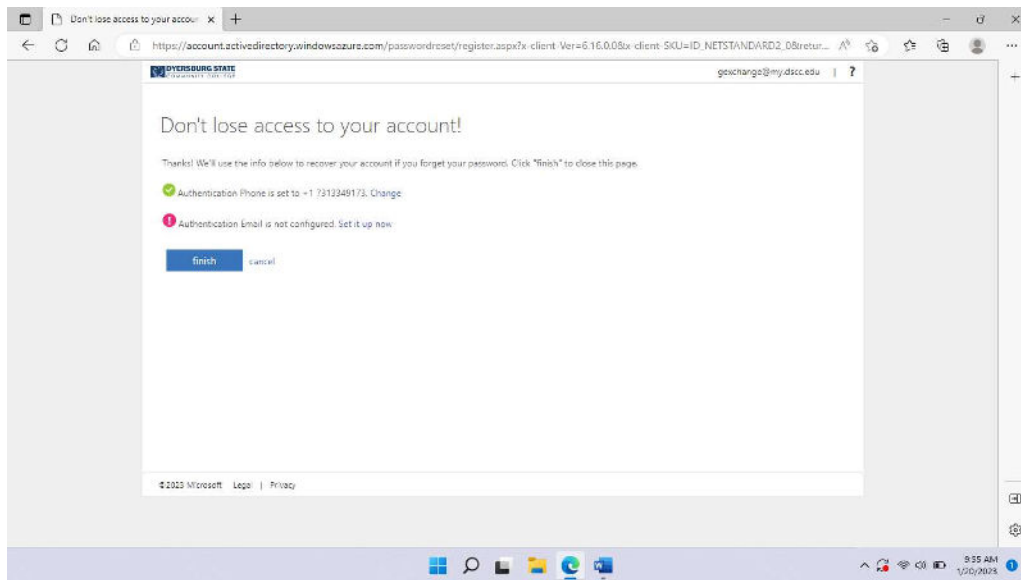 Don't lose access to your accour
https://account.activedirectory.windowsazure.com/passwordreset/register.aspx?x-client-Ver=6.16.0.0&x-client-SKU=ID_NETSTANDARD2_0&retur...
DYERSBURG STATE
COMMUNITY COLLEGE
gexchange@my.dscc.edu | ?
Don't lose access to your account!
Thanks! We'll use the info below to recover your account if you forget your password. Click "finish" to close this page.
Authentication Phone is set to +1 7313349173. Change
Authentication Email is not configured. Set it up now
finish cancel
©2023 Microsoft Legal | Privacy
9:55 AM
1/20/2023